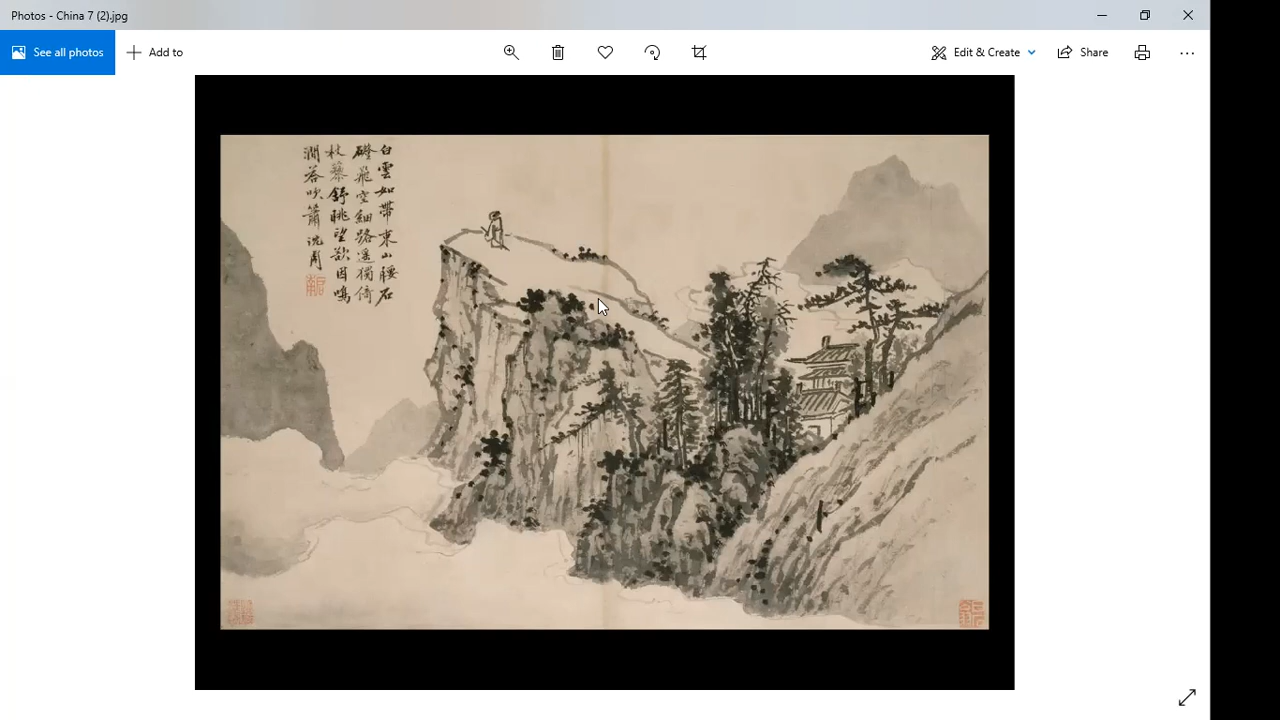 Photos - China 7 (2).jpg
See all photos
Add to
Edit & Create
Share
白雲如帶束山腰石
磴飛空細路遙獨倚
杖藜舒眺望欲因鳴
澗答吹簫 沈周